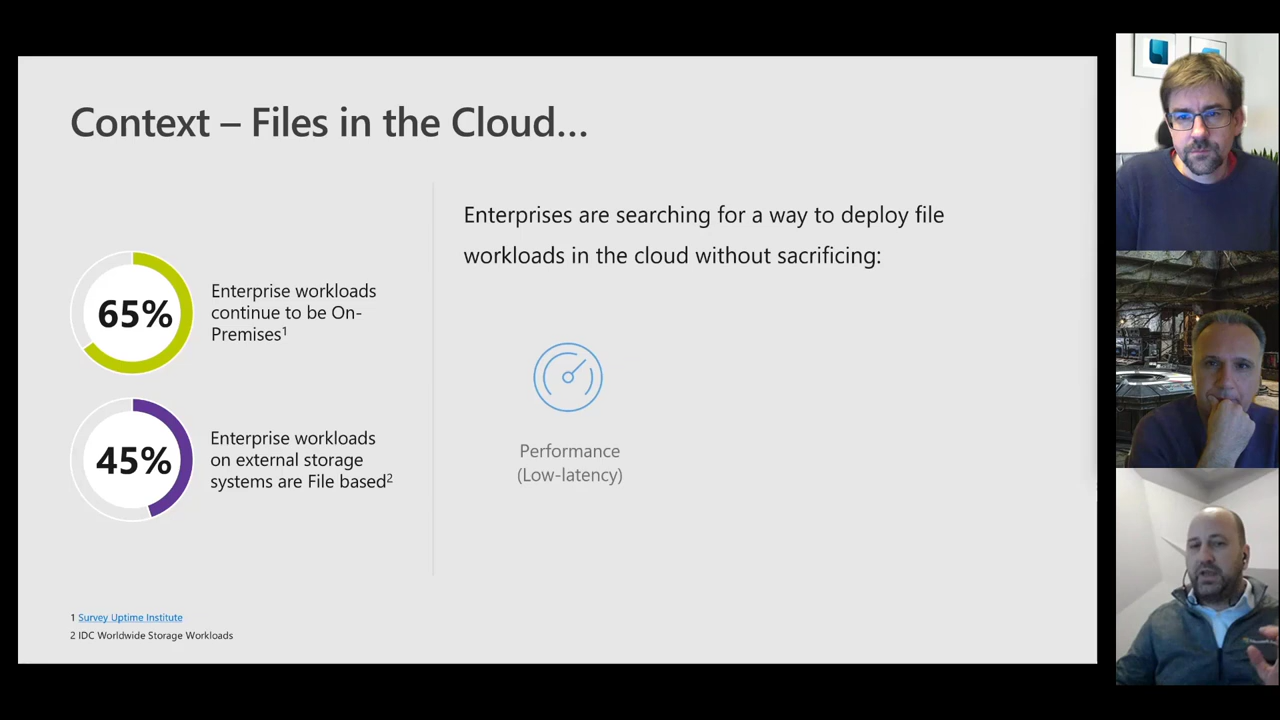 Context – Files in the Cloud...
65%
Enterprise workloads
continue to be On-
Premises¹
45%
Enterprise workloads
on external storage
systems are File based²
Enterprises are searching for a way to deploy file
workloads in the cloud without sacrificing:
Performance
(Low-latency)
1 Survey Uptime Institute
2 IDC Worldwide Storage Workloads